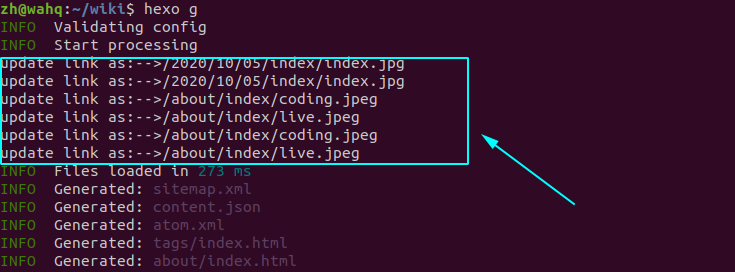 zh@wahq:~/wiki$ hexo g
INFO  Validating config
INFO  Start processing
update link as:-->/2020/10/05/index/index.jpg
update link as:-->/2020/10/05/index/index.jpg
update link as:-->/about/index/coding.jpeg
update link as:-->/about/index/live.jpeg
update link as:-->/about/index/coding.jpeg
update link as:-->/about/index/live.jpeg
INFO  Files loaded in 273 ms
INFO  Generated: sitemap.xml
INFO  Generated: content.json
INFO  Generated: atom.xml
INFO  Generated: tags/index.html
INFO  Generated: about/index.html